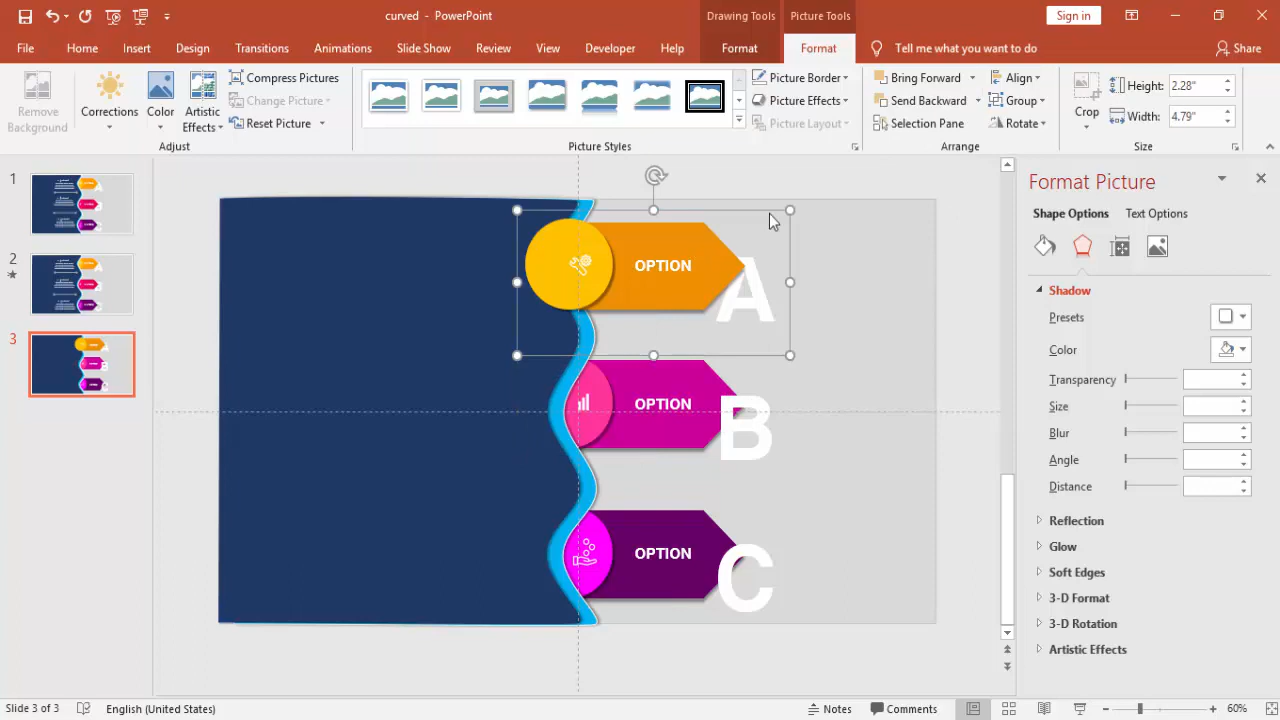 curved - PowerPoint
Drawing Tools
Picture Tools
Sign in
File
Home
Insert
Design
Transitions
Animations
Slide Show
Review
View
Developer
Help
Format
Format
Tell me what you want to do
Share
Remove
Background
Corrections
Color
Artistic
Effects
Compress Pictures
Change Picture
Reset Picture
Adjust
Picture Styles
Picture Border
Picture Effects
Picture Layout
Bring Forward
Send Backward
Selection Pane
Align
Group
Rotate
Arrange
Crop
Height:
2.28"
Width:
4.79"
Size
1
2
3
OPTION
A
OPTION
B
OPTION
C
Format Picture
Shape Options
Text Options
Shadow
Presets
Color
Transparency
Size
Blur
Angle
Distance
Reflection
Glow
Soft Edges
3-D Format
3-D Rotation
Artistic Effects
Slide 3 of 3
English (United States)
Notes
Comments
60%